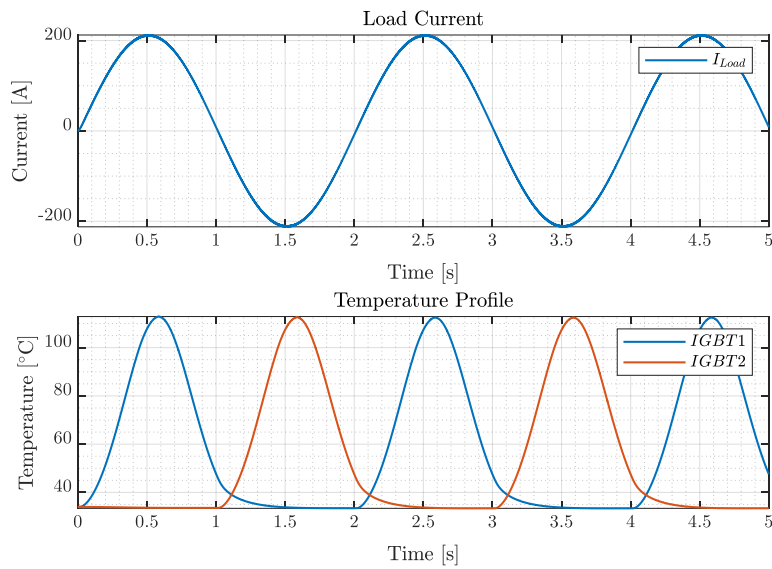 Load Current
200
0
-200
Current [A]
I_Load
0 0.5 1 1.5 2 2.5 3 3.5 4 4.5 5
Time [s]
Temperature Profile
100
80
60
40
Temperature [°C]
IGBT1
IGBT2
0 0.5 1 1.5 2 2.5 3 3.5 4 4.5 5
Time [s]